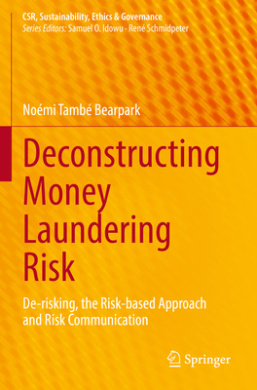 CSR, Sustainability, Ethics & Governance
Series Editors: Samuel O. Idowu · René Schmidpeter
Noémi També Bearpark
Deconstructing
Money
Laundering
Risk
De-risking, the Risk-based Approach
and Risk Communication
Springer